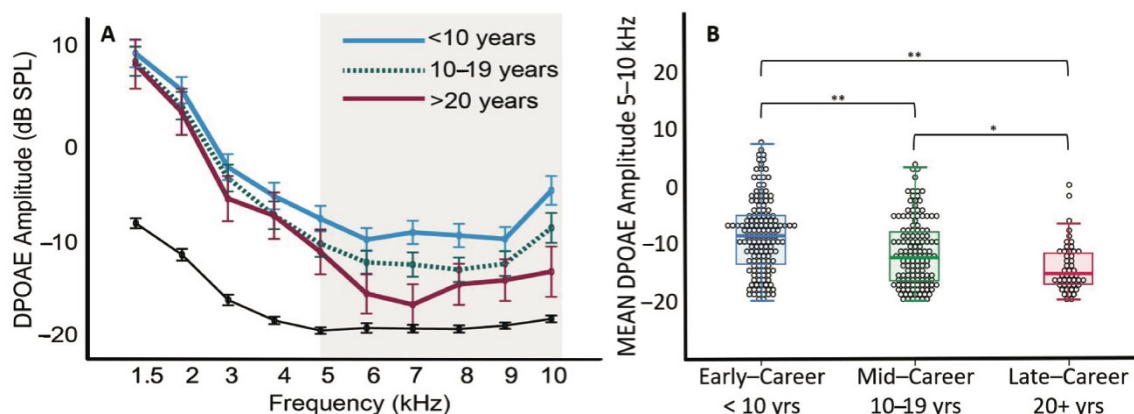 A
DPOAE Amplitude (dB SPL)
10
0
−10
−20
<10 years
10–19 years
>20 years
1.5 2 3 4 5 6 7 8 9 10
Frequency (kHz)
B
MEAN DPOAE Amplitude 5–10 kHz
20
10
0
−10
−20
**
**
*
Early–Career Mid–Career Late–Career
< 10 yrs 10–19 yrs 20+ yrs